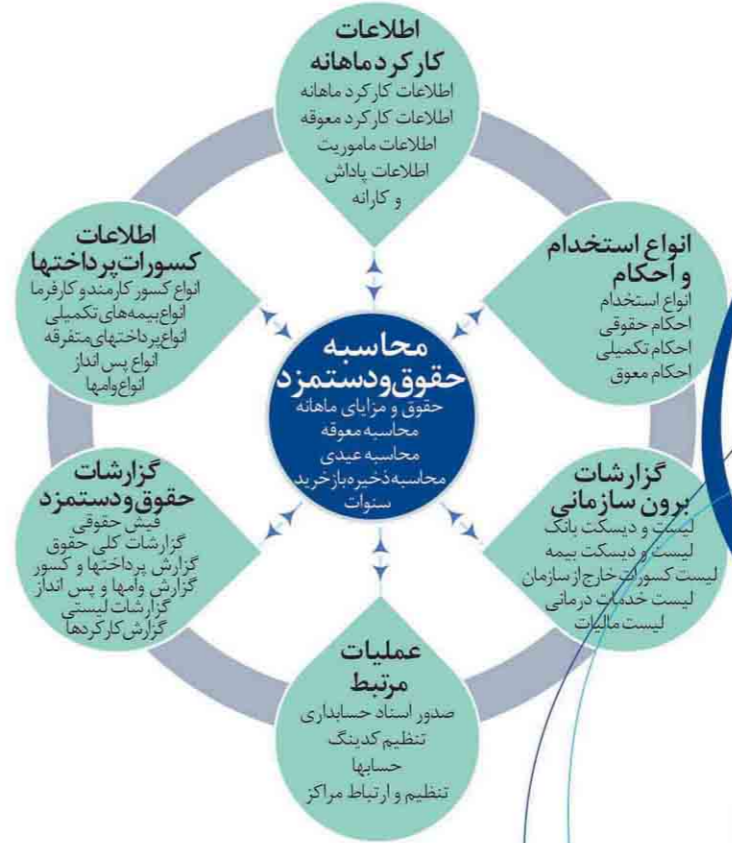 اطلاعات
کارکرد ماهانه
اطلاعات کارکرد ماهانه
اطلاعات کارکرد معوقه
اطلاعات ماموریت
اطلاعات پاداش
و کارانه
انواع استخدام
و احکام
انواع استخدام
احکام حقوقی
احکام تکمیلی
احکام معوق
اطلاعات
کسورات پرداختها
انواع کسور کارمند و کارفرما
انواع بیمه‌های تکمیلی
انواع پرداختهای متفرقه
انواع پس انداز
انواع وامها
محاسبه
حقوق و دستمزد
حقوق و مزایای ماهانه
محاسبه معوقه
محاسبه عیدی
محاسبه ذخیره بازخرید
سنوات
گزارشات
برون سازمانی
لیست و دیسکت بانک
لیست و دیسکت بیمه
لیست کسورات خارج از سازمان
لیست خدمات درمانی
لیست مالیات
گزارشات
حقوق و دستمزد
فیش حقوقی
گزارشات کلی حقوق
گزارش پرداختها و کسور
گزارش وامها و پس انداز
گزارشات لیستی
گزارش کارکردها
عملیات
مرتبط
صدور اسناد حسابداری
تنظیم کدینگ
حسابها
تنظیم و ارتباط مراکز